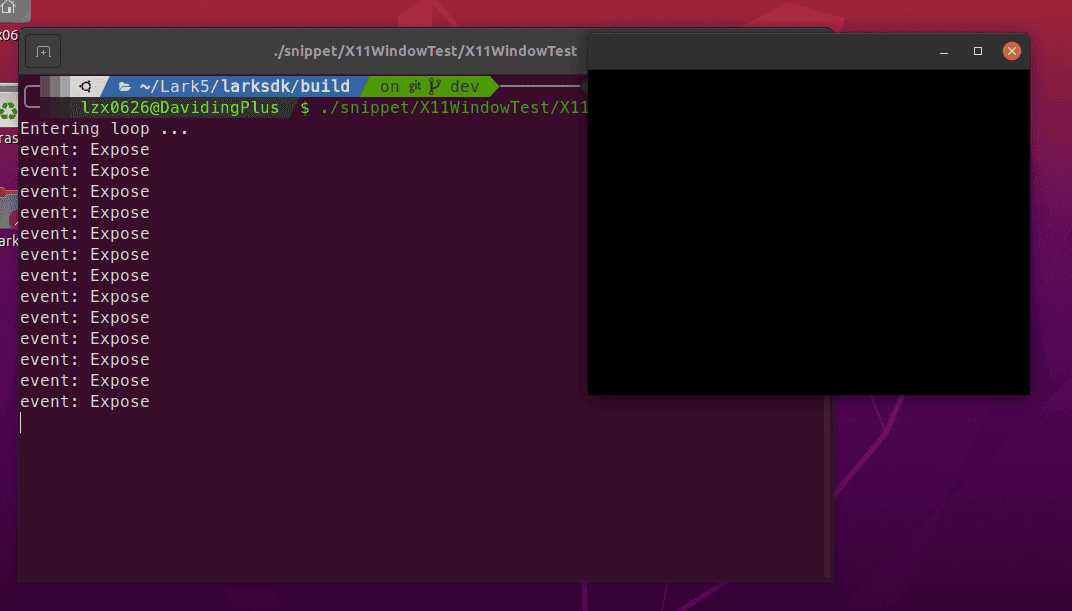 x06
./snippet/X11WindowTest/X11WindowTest
~/Lark5/larksdk/build on git dev
lzx0626@DavidingPlus $ ./snippet/X11WindowTest/X11
Entering loop ...
event: Expose
event: Expose
event: Expose
event: Expose
event: Expose
event: Expose
event: Expose
event: Expose
event: Expose
event: Expose
event: Expose
event: Expose
event: Expose
ras
ark